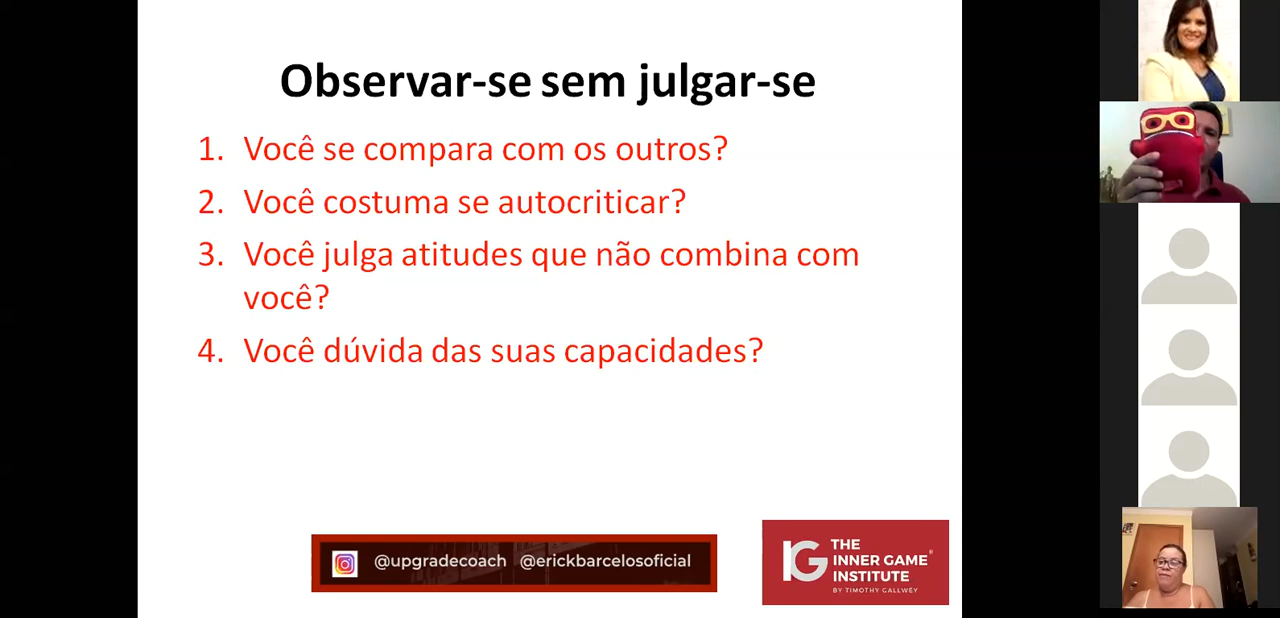 Observar-se sem julgar-se
1. Você se compara com os outros?
2. Você costuma se autocriticar?
3. Você julga atitudes que não combina com
você?
4. Você dúvida das suas capacidades?
@upgradecoach @erickbarcelosoficial
IG
THE
INNER GAME®
INSTITUTE
BY TIMOTHY GALLWEY